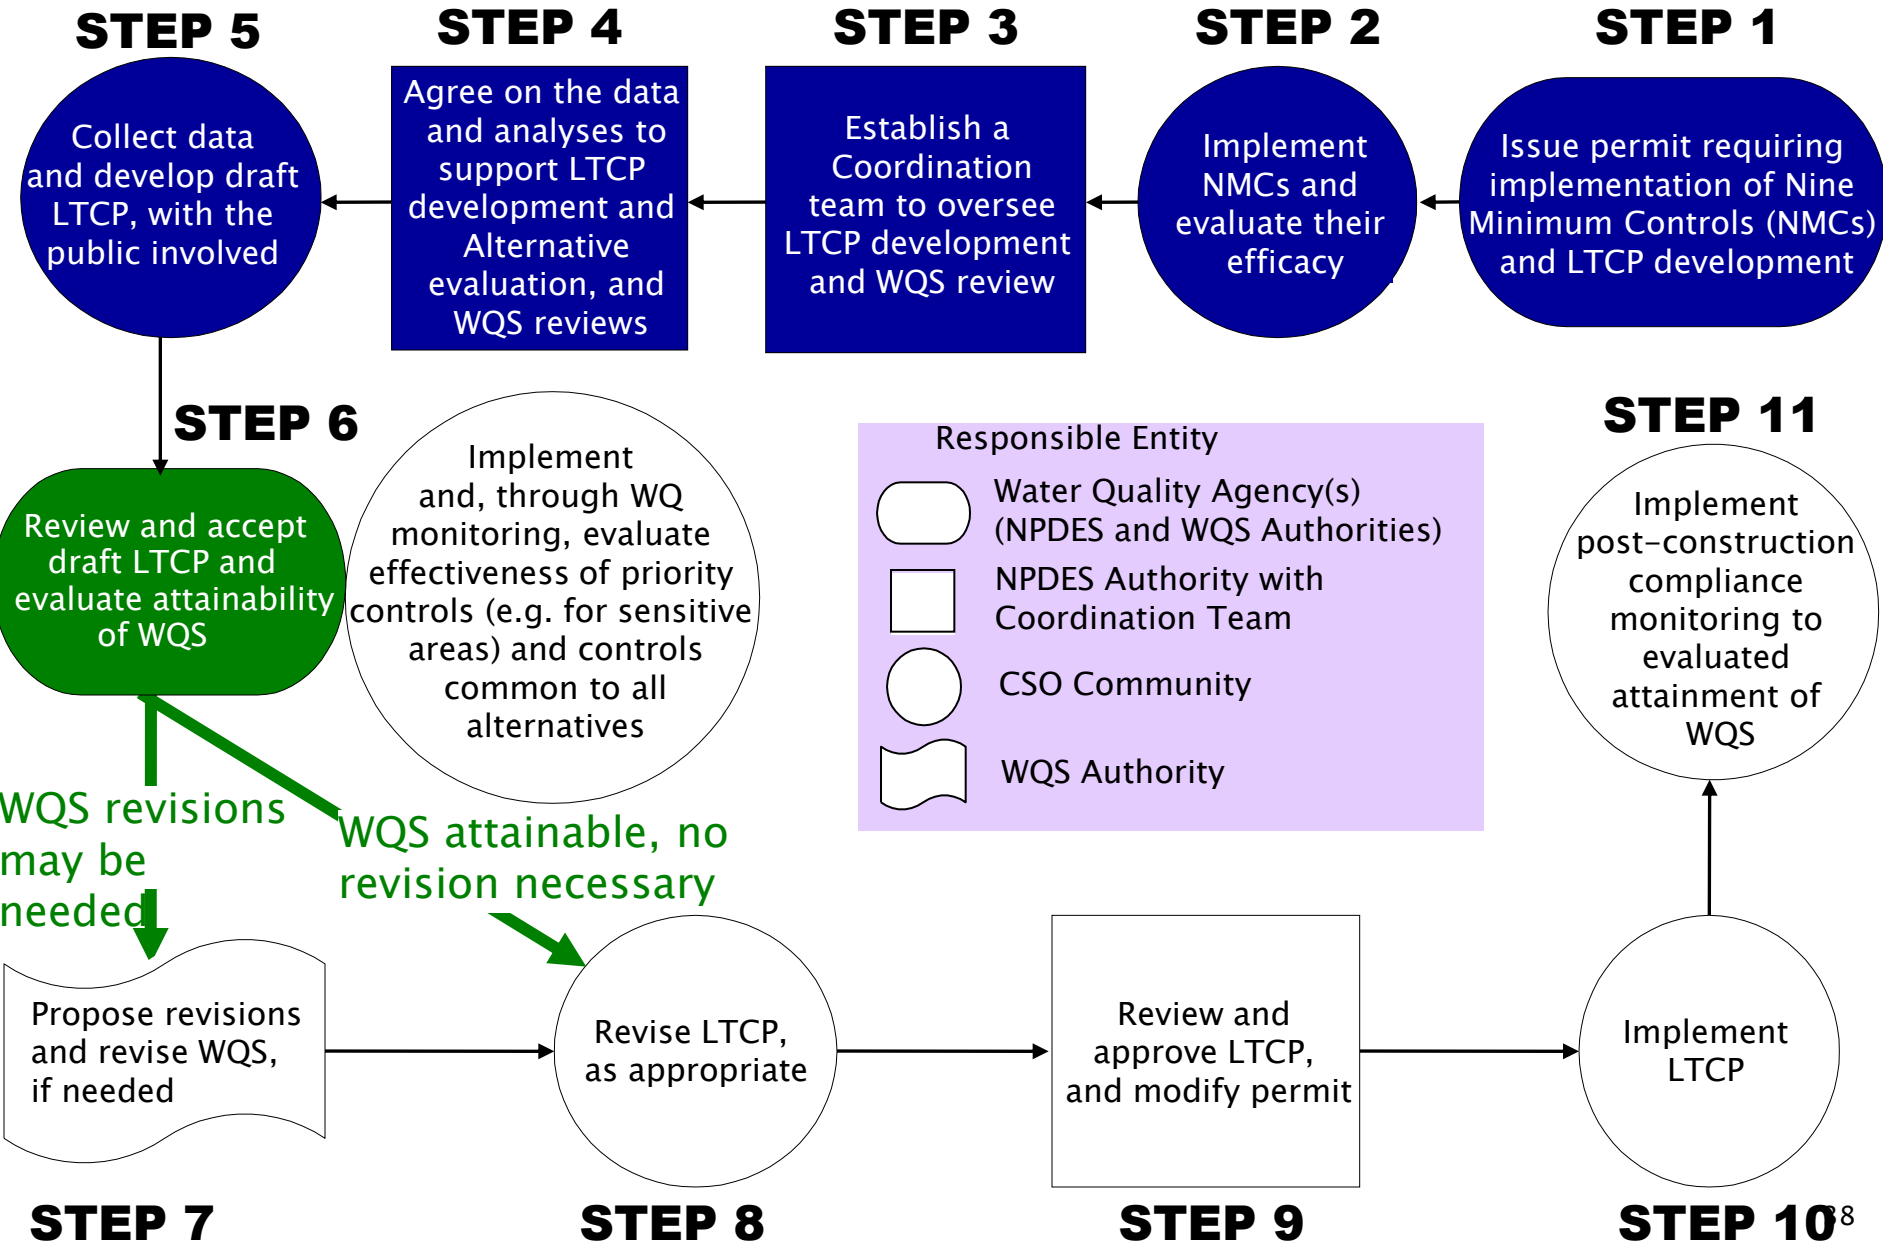 STEP 5
STEP 4
STEP 3
STEP 2
STEP 1
Collect data
and develop draft
LTCP, with the
public involved
Agree on the data
and analyses to
support LTCP
development and
Alternative
evaluation, and
WQS reviews
Establish a
Coordination
team to oversee
LTCP development
and WQS review
Implement
NMCs and
evaluate their
efficacy
Issue permit requiring
implementation of Nine
Minimum Controls (NMCs)
and LTCP development
STEP 6
Review and accept
draft LTCP and
evaluate attainability
of WQS
Implement
and, through WQ
monitoring, evaluate
effectiveness of priority
controls (e.g. for sensitive
areas) and controls
common to all
alternatives
Responsible Entity
Water Quality Agency(s)
(NPDES and WQS Authorities)
NPDES Authority with
Coordination Team
CSO Community
WQS Authority
STEP 11
Implement
post-construction
compliance
monitoring to
evaluated
attainment of
WQS
WQS revisions
may be
needed
WQS attainable, no
revision necessary
Propose revisions
and revise WQS,
if needed
Revise LTCP,
as appropriate
Review and
approve LTCP,
and modify permit
Implement
LTCP
STEP 7
STEP 8
STEP 9
STEP 10